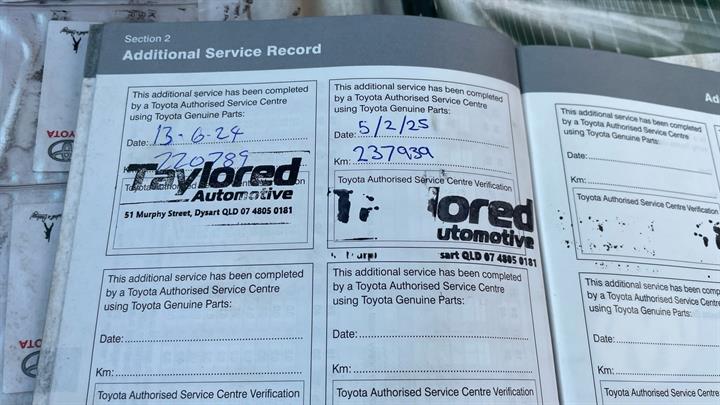 Section 2
Additional Service Record
This additional service has been completed
by a Toyota Authorised Service Centre
using Toyota Genuine Parts:
Date: 13-6-24
220789
Taylored
Automotive
51 Murphy Street, Dysart QLD 07 4805 0181
This additional service has been completed
by a Toyota Authorised Service Centre
using Toyota Genuine Parts:
Date: 5/2/25
Km: 237939
Toyota Authorised Service Centre Verification
T lored
utomotive
sart QLD 07 4805 0181
This additional service has been completed
by a Toyota Authorised Service Centre
using Toyota Genuine Parts:
Date:
Km:
Toyota Authorised Service Centre Verification
This additional service has been completed
by a Toyota Authorised Service Centre
using Toyota Genuine Parts:
Date:
Km:
Toyota Authorised Service Centre Verification
Ad
This additional service has been completed
by a Toyota Authorised Service Centre
using Toyota Genuine Parts:
Date:
Km:
Toyota Authorised Service Centre Verification
This additional service has been comp
by a Toyota Authorised Service Centre
using Toyota Genuine Parts:
Date:
Km:
Toyota Authorised Service Centre